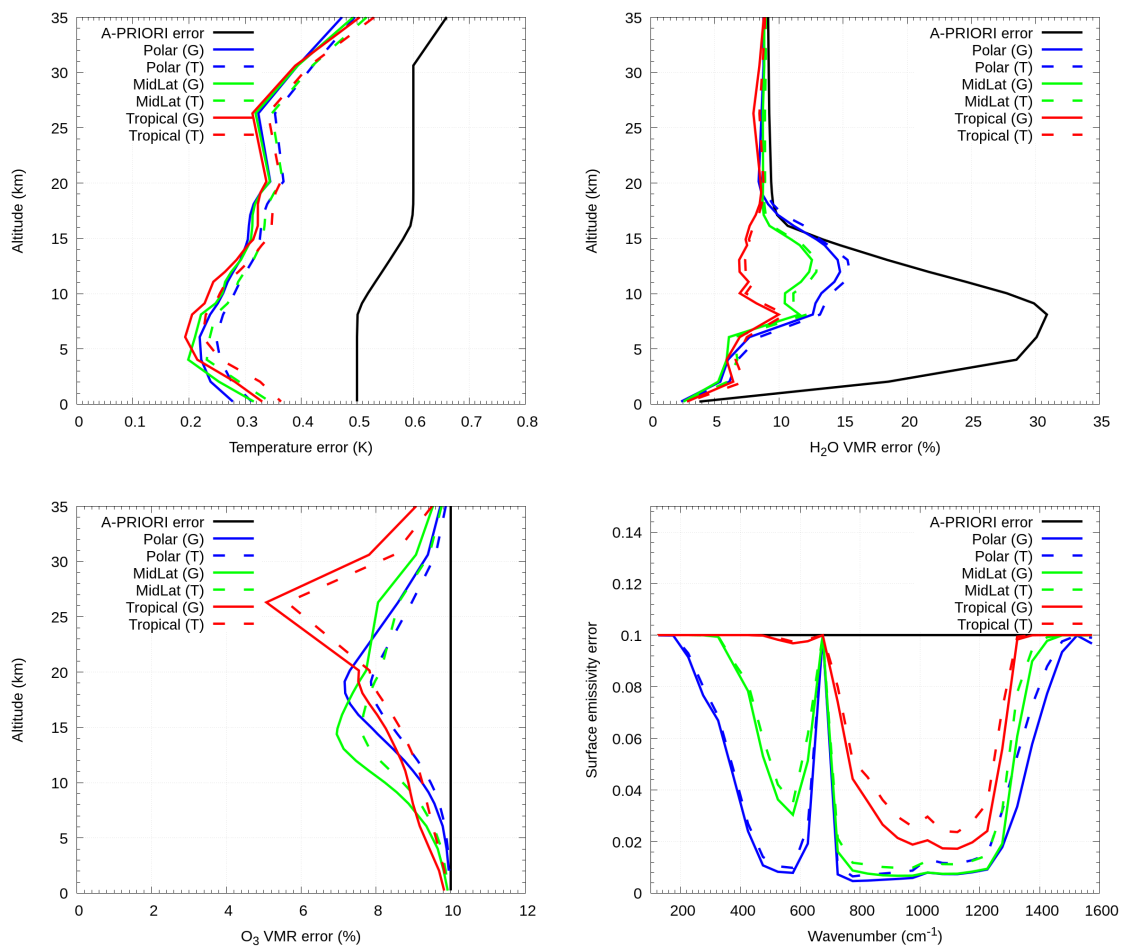 35
30
25
20
15
10
5
0
Altitude (km)
A-PRIORI error
Polar (G)
Polar (T)
MidLat (G)
MidLat (T)
Tropical (G)
Tropical (T)
0 0.1 0.2 0.3 0.4 0.5 0.6 0.7 0.8
Temperature error (K)
35
30
25
20
15
10
5
0
Altitude (km)
A-PRIORI error
Polar (G)
Polar (T)
MidLat (G)
MidLat (T)
Tropical (G)
Tropical (T)
0 5 10 15 20 25 30 35
H2O VMR error (%)
35
30
25
20
15
10
5
0
Altitude (km)
A-PRIORI error
Polar (G)
Polar (T)
MidLat (G)
MidLat (T)
Tropical (G)
Tropical (T)
0 2 4 6 8 10 12
O3 VMR error (%)
0.14
0.12
0.1
0.08
0.06
0.04
0.02
0
Surface emissivity error
A-PRIORI error
Polar (G)
Polar (T)
MidLat (G)
MidLat (T)
Tropical (G)
Tropical (T)
200 400 600 800 1000 1200 1400 1600
Wavenumber (cm-1)